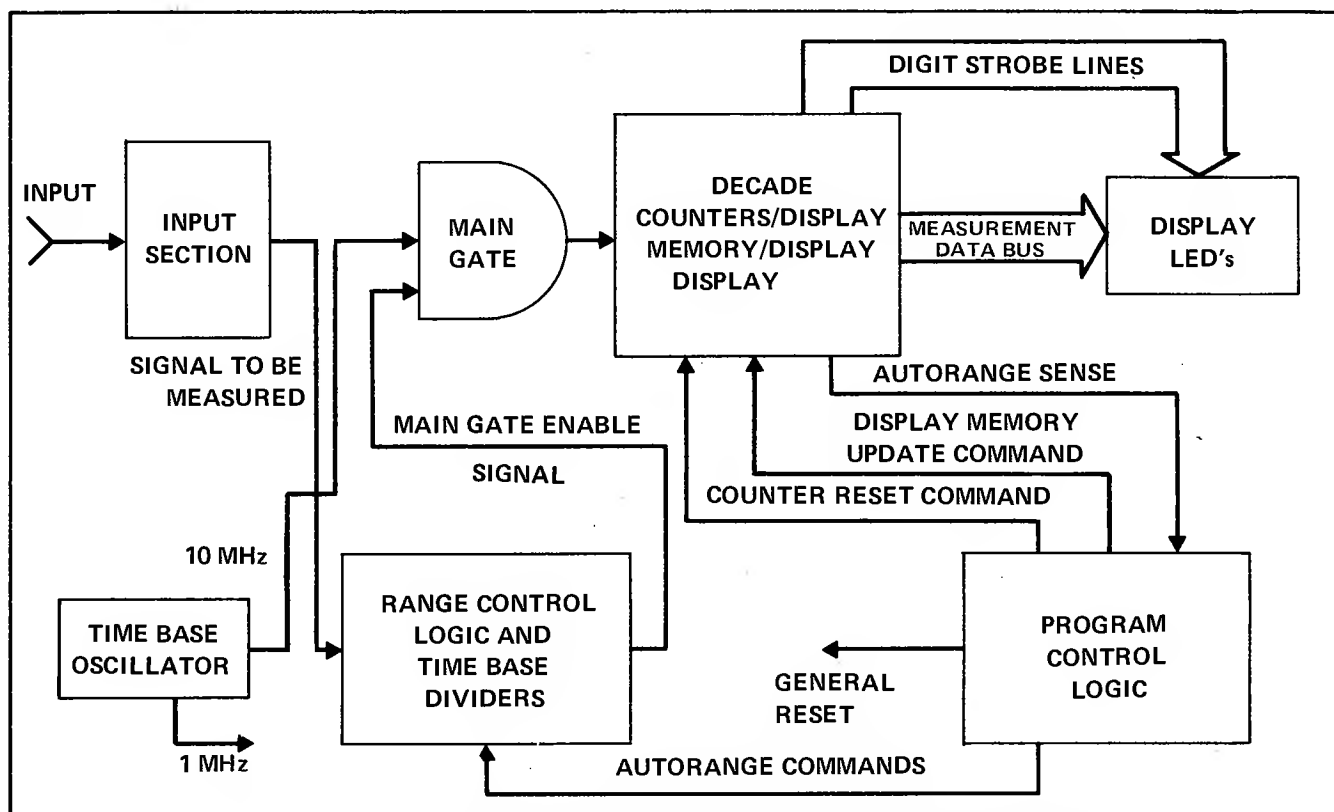 DIGIT STROBE LINES
INPUT
INPUT
SECTION
MAIN
GATE
DECADE
COUNTERS/DISPLAY
MEMORY/DISPLAY
DISPLAY
MEASUREMENT
DATA BUS
DISPLAY
LED's
SIGNAL TO BE
MEASURED
MAIN GATE ENABLE
SIGNAL
AUTORANGE SENSE
DISPLAY MEMORY
UPDATE COMMAND
COUNTER RESET COMMAND
10 MHz
TIME BASE
OSCILLATOR
1 MHz
RANGE CONTROL
LOGIC AND
TIME BASE
DIVIDERS
GENERAL
RESET
PROGRAM
CONTROL
LOGIC
AUTORANGE COMMANDS